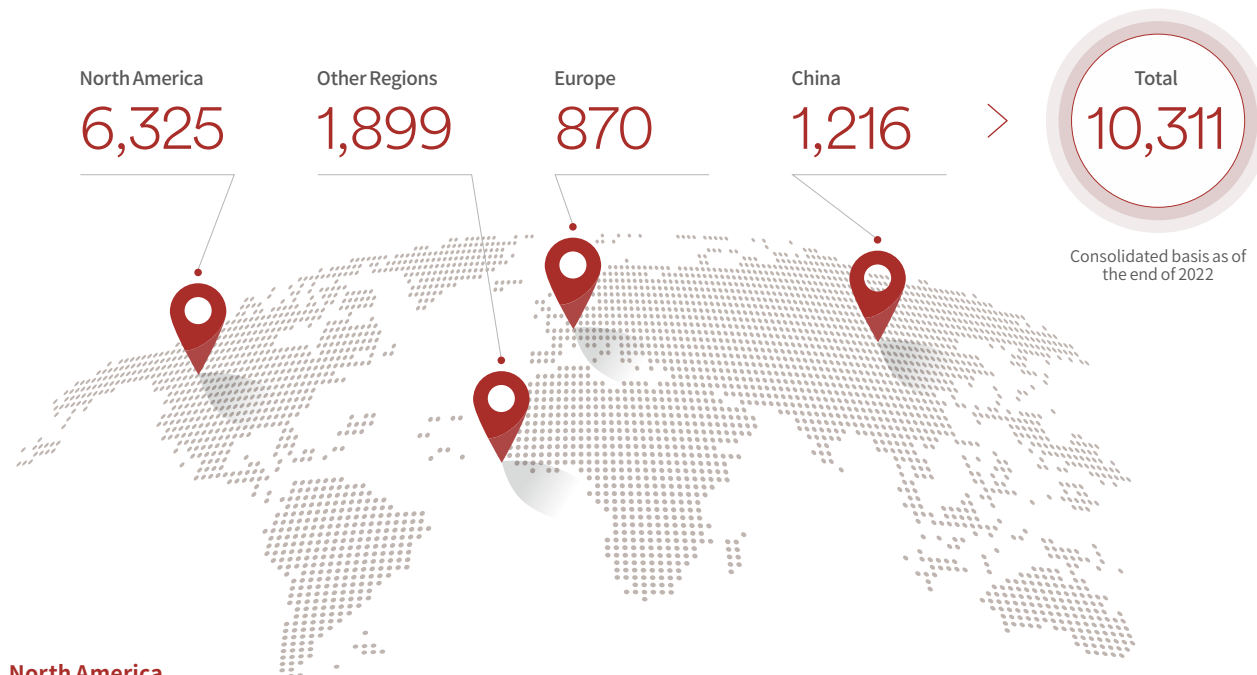 North America
6,325
Other Regions
1,899
Europe
870
China
1,216
Total
10,311
Consolidated basis as of
the end of 2022
North America